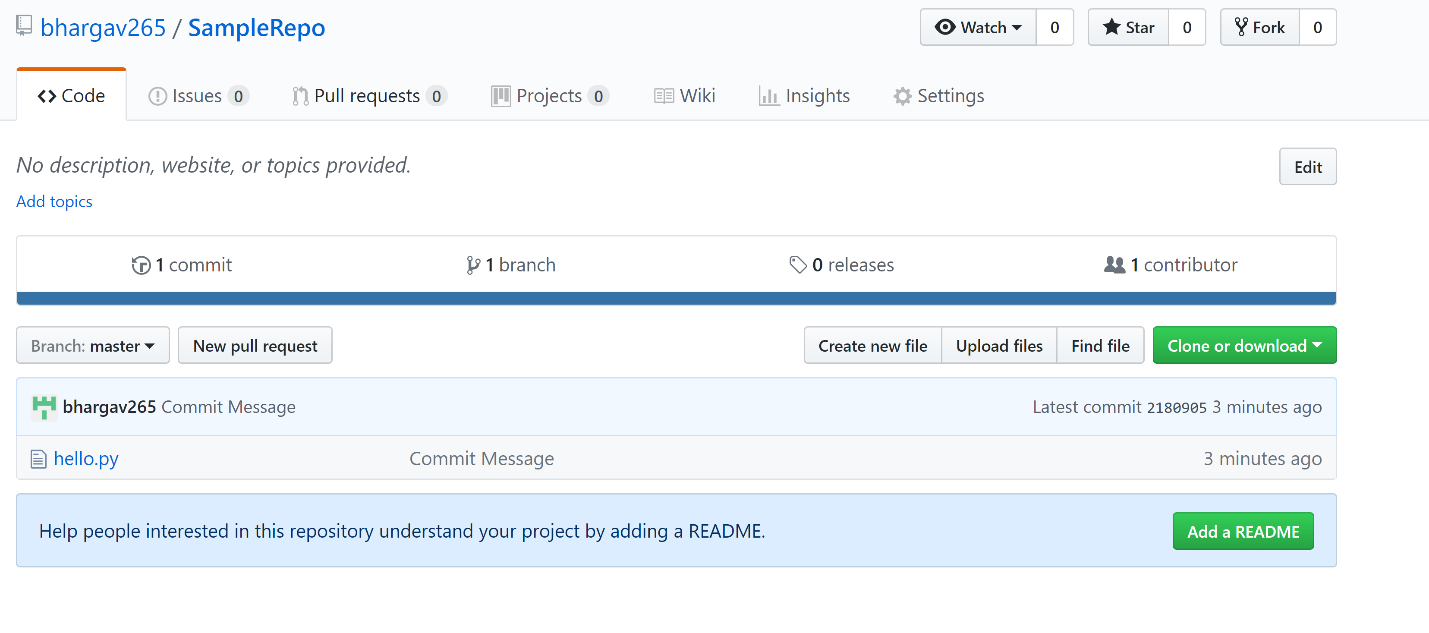 bhargav265 / SampleRepo
Watch 0 Star 0 Fork 0
Code Issues 0 Pull requests 0 Projects 0 Wiki Insights Settings
No description, website, or topics provided.
Edit
Add topics
1 commit 1 branch 0 releases 1 contributor
Branch: master New pull request Create new file Upload files Find file Clone or download
bhargav265 Commit Message Latest commit 2180905 3 minutes ago
hello.py Commit Message 3 minutes ago
Help people interested in this repository understand your project by adding a README. Add a README